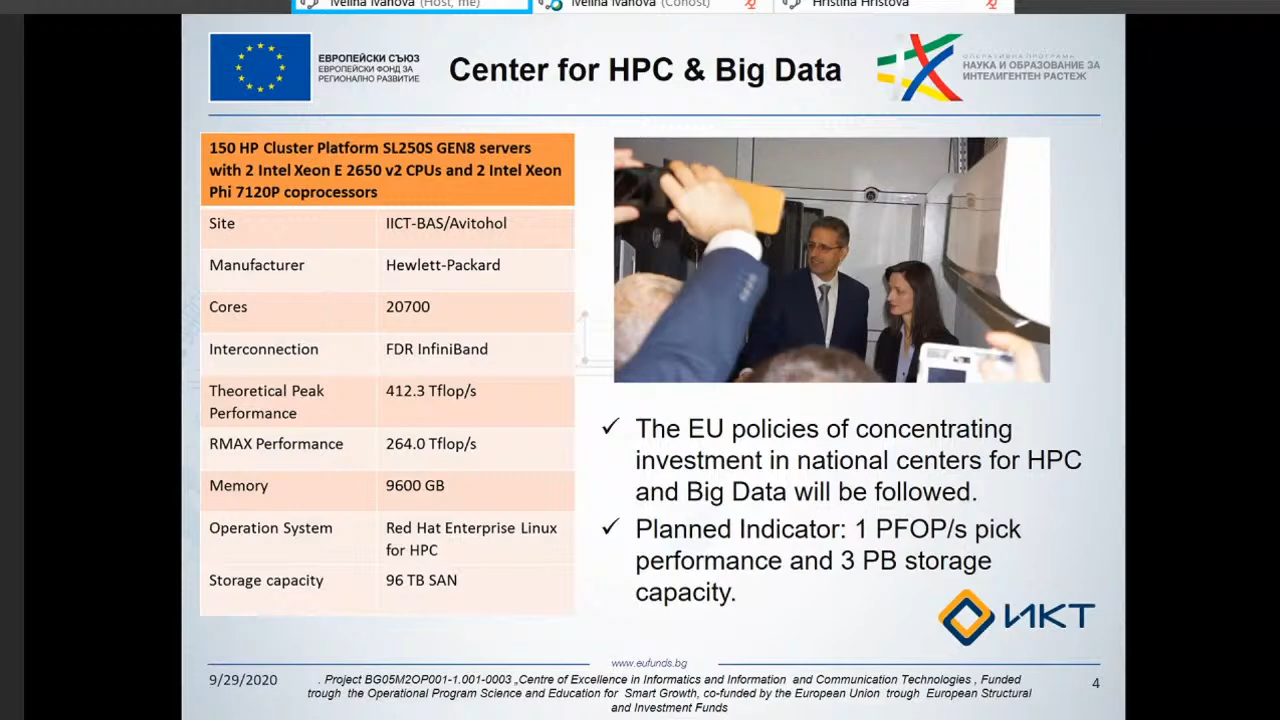 Ivelina Ivanova (Host, me)
Ivelina Ivanova (Cohost)
Hristina Hristova
ЕВРОПЕЙСКИ СЪЮЗ
ЕВРОПЕЙСКИ ФОНД ЗА
РЕГИОНАЛНО РАЗВИТИЕ
Center for HPC & Big Data
ОПЕРАТИВНА ПРОГРАМА
НАУКА И ОБРАЗОВАНИЕ ЗА
ИНТЕЛИГЕНТЕН РАСТЕЖ
150 HP Cluster Platform SL250S GEN8 servers
with 2 Intel Xeon E 2650 v2 CPUs and 2 Intel Xeon
Phi 7120P coprocessors
Site IICT-BAS/Avitohol
Manufacturer Hewlett-Packard
Cores 20700
Interconnection FDR InfiniBand
Theoretical Peak 412.3 Tflop/s
Performance
RMAX Performance 264.0 Tflop/s
Memory 9600 GB
Operation System Red Hat Enterprise Linux
for HPC
Storage capacity 96 TB SAN
✓ The EU policies of concentrating
investment in national centers for HPC
and Big Data will be followed.
✓ Planned Indicator: 1 PFOP/s pick
performance and 3 PB storage
capacity.
ИКТ
www.eufunds.bg
9/29/2020
. Project BG05M2OP001-1.001-0003 „Centre of Excellence in Informatics and Information and Communication Technologies , Funded
trough the Operational Program Science and Education for Smart Growth, co-funded by the European Union trough European Structural
and Investment Funds
4